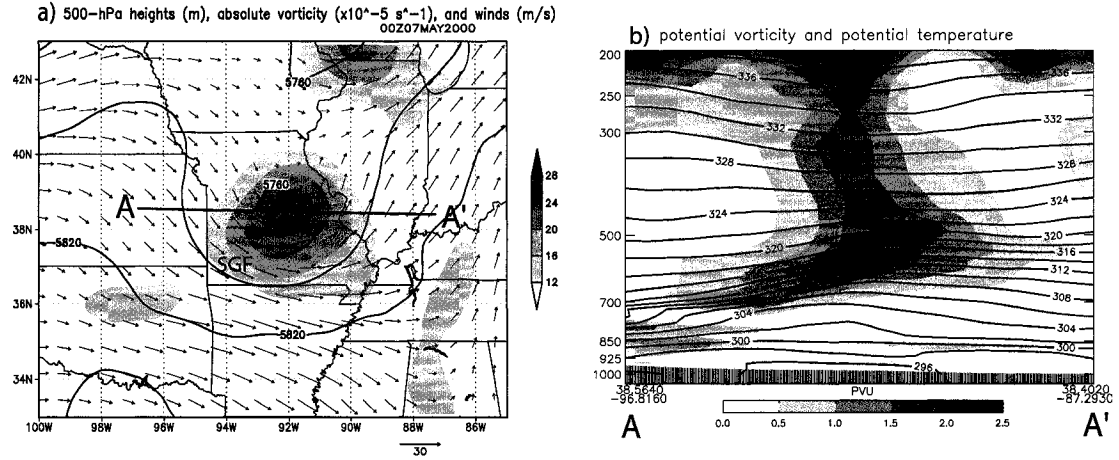 a) 500-hPa heights (m), absolute vorticity (x10^-5 s^-1), and winds (m/s)
00Z07MAY2000
42N
40N
38N
36N
34N
100W
98W
96W
94W
92W
90W
88W
86W
5760
5760
5820
5820
A
A'
SGF
28
24
20
16
12
30
b) potential vorticity and potential temperature
200
250
300
500
700
850
925
1000
336
336
332
332
328
328
324
324
320
320
316
312
308
304
304
300
300
296
38.5640
-96.8160
38.4020
-87.2930
PVU
0.0
0.5
1.0
1.5
2.5
A
A'